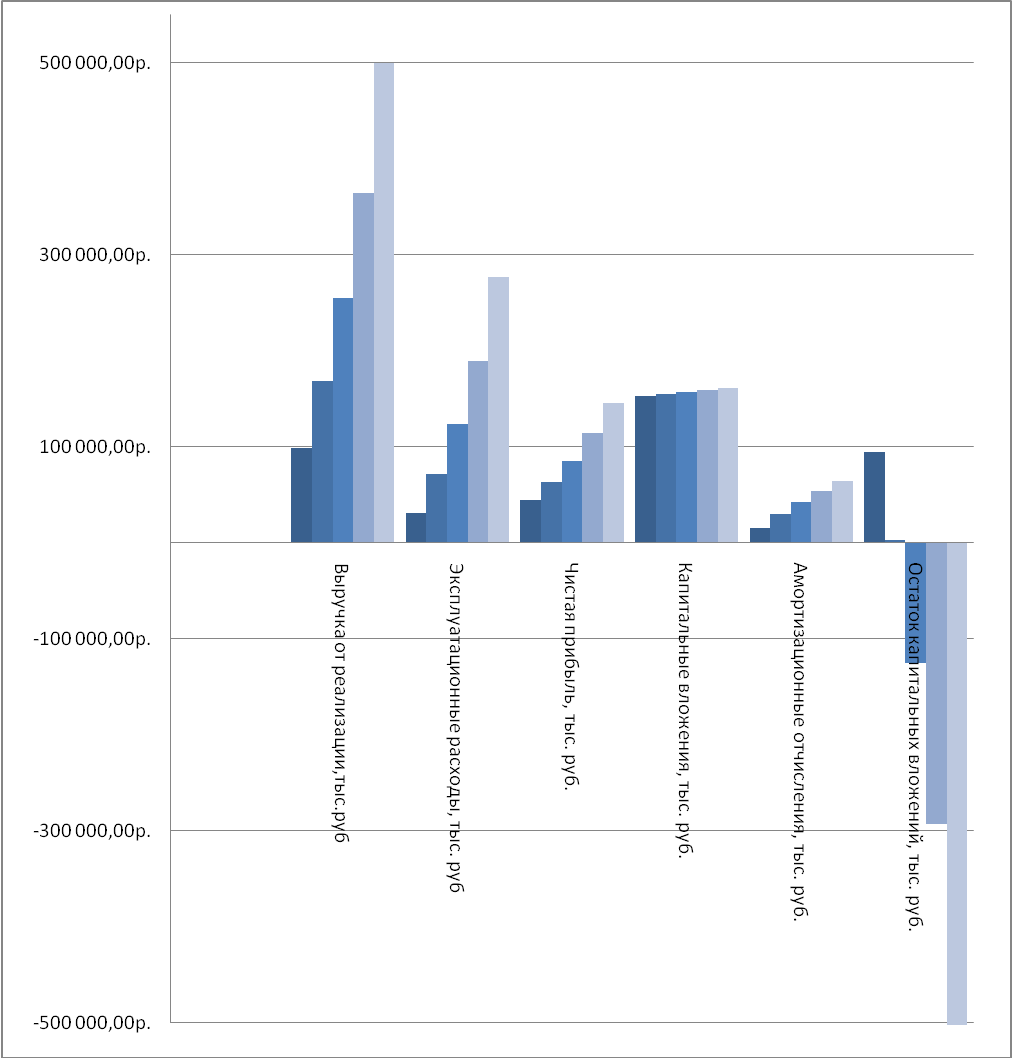 500 000,00р.
300 000,00р.
100 000,00р.
-100 000,00р.
-300 000,00р.
-500 000,00р.
Выручка от реализации,тыс.руб
Эксплуатационные расходы, тыс. руб
Чистая прибыль, тыс. руб.
Капитальные вложения, тыс. руб.
Амортизационные отчисления, тыс. руб.
Остаток капитальных вложений, тыс. руб.